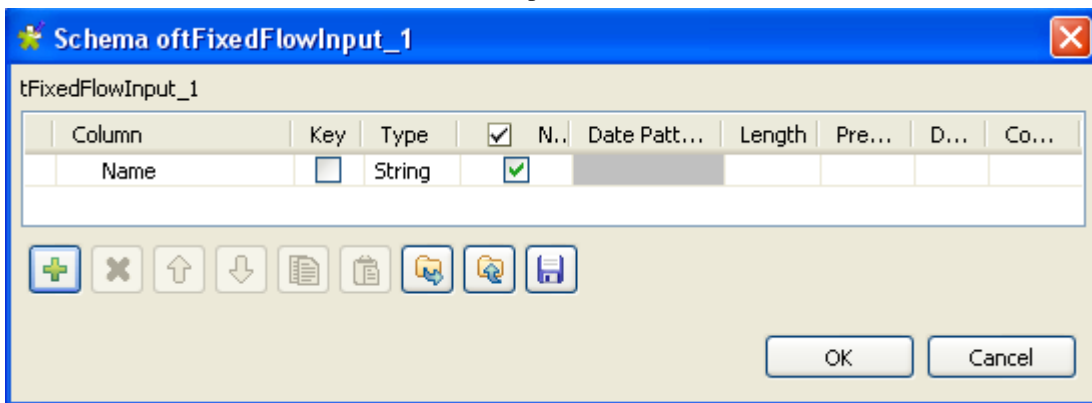 Schema oftFixedFlowInput_1
tFixedFlowInput_1
Column Key Type N.. Date Patt... Length Pre... D... Co...
Name String
OK Cancel